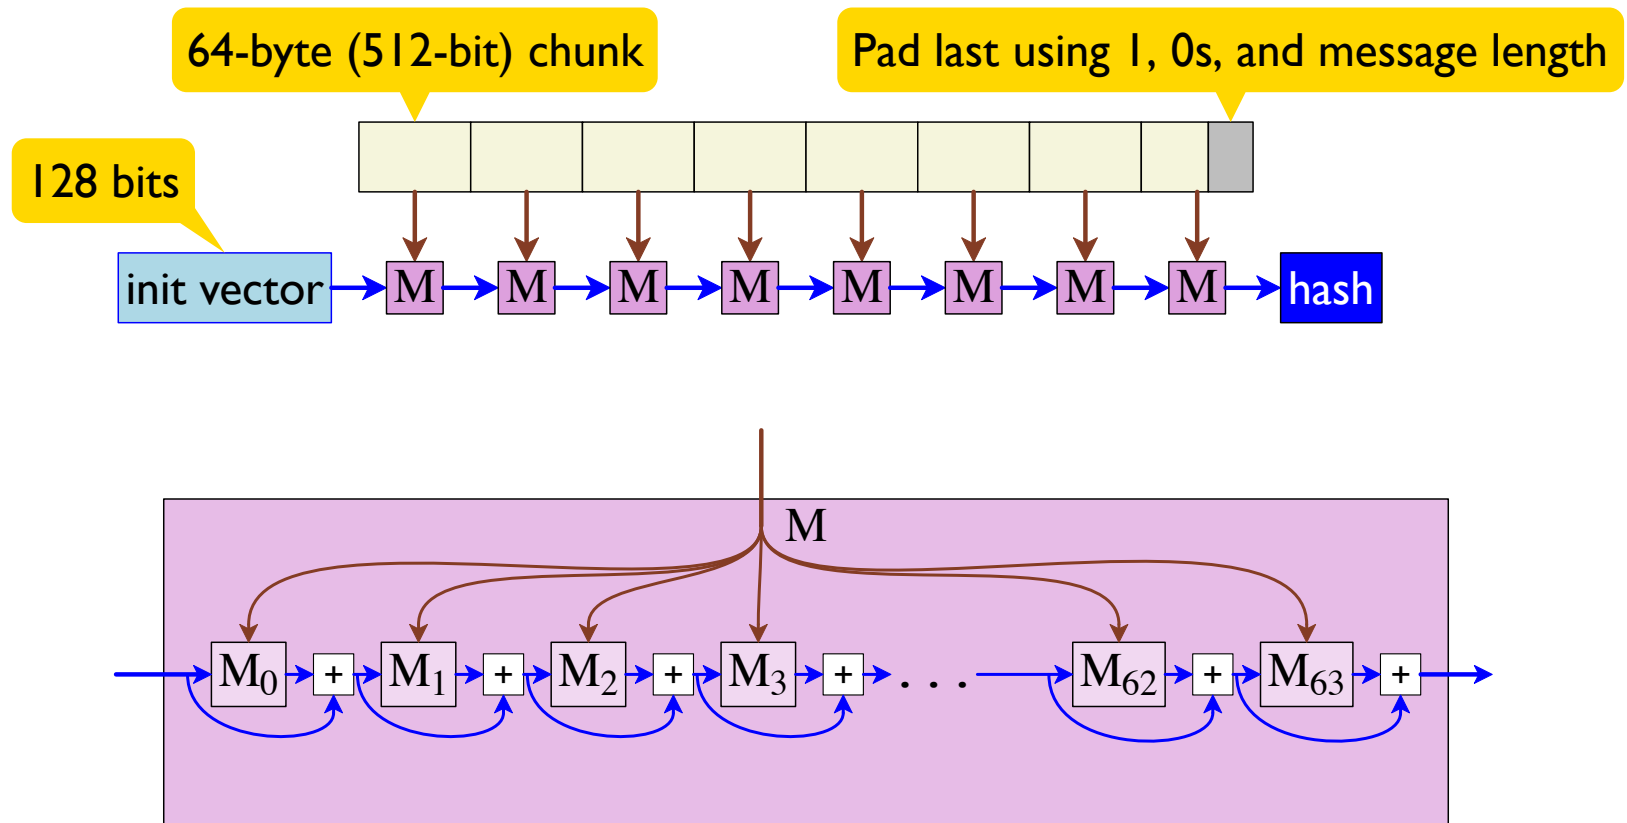 64-byte (512-bit) chunk
Pad last using 1, 0s, and message length
128 bits
init vector
M M M M M M M M
hash
M
M₀ + M₁ + M₂ + M₃ + . . . M₆₂ + M₆₃ +